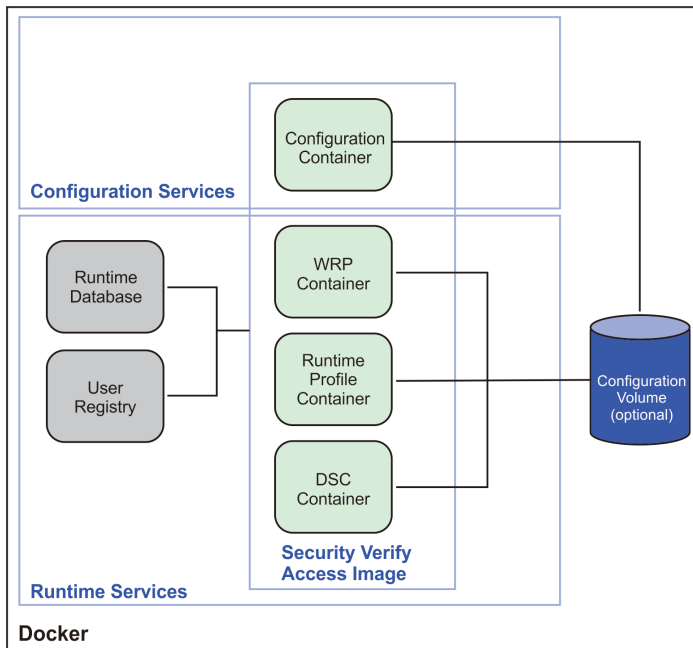 Configuration
Container
Configuration Services
Runtime
Database
User
Registry
WRP
Container
Runtime
Profile
Container
DSC
Container
Configuration
Volume
(optional)
Security Verify
Access Image
Runtime Services
Docker